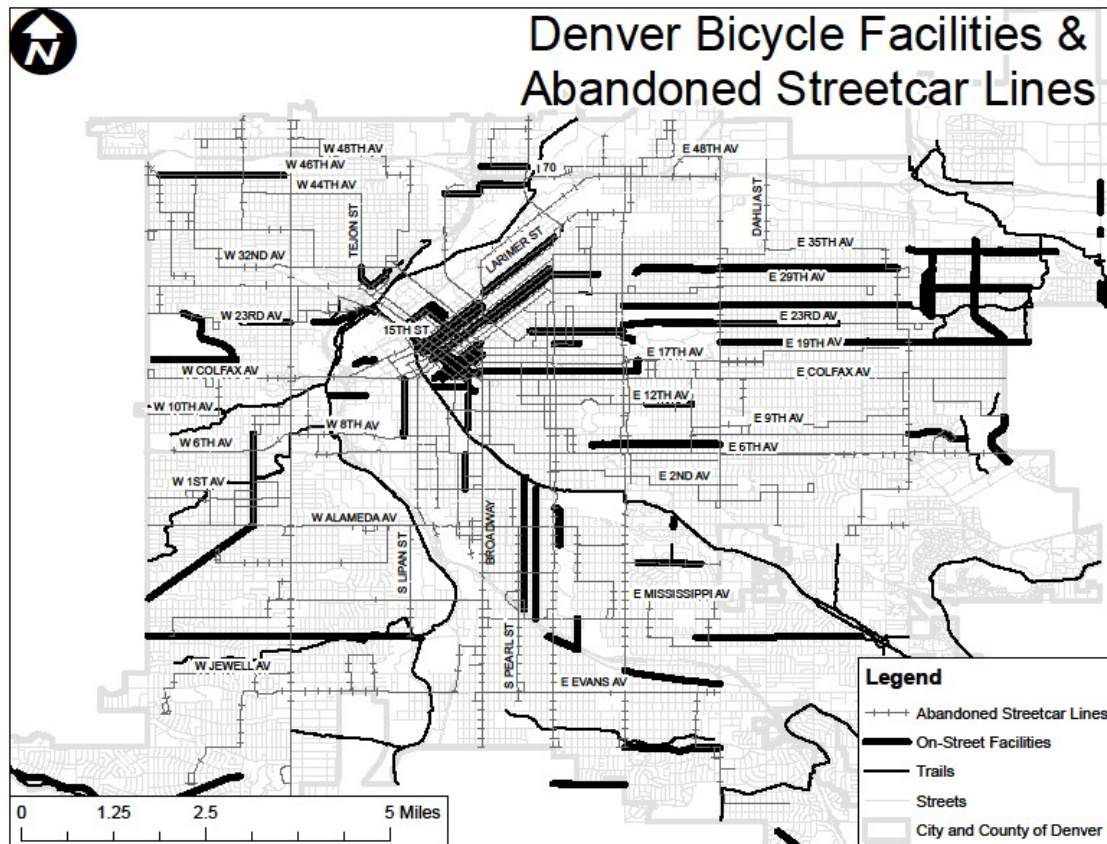 Denver Bicycle Facilities &
Abandoned Streetcar Lines
N
W 48TH AV
E 48TH AV
W 46TH AV
I 70
W 44TH AV
TEJON ST
DAHLIA ST
LARIMER ST
E 35TH AV
W 32ND AV
E 29TH AV
W 23RD AV
E 23RD AV
15TH ST
E 19TH AV
E 17TH AV
W COLFAX AV
E COLFAX AV
E 12TH AV
W 10TH AV
E 9TH AV
W 8TH AV
W 6TH AV
E 6TH AV
E 2ND AV
W 1ST AV
BROADWAY
W ALAMEDA AV
S LIPAN ST
E MISSISSIPPI AV
S PEARL ST
W JEWELL AV
E EVANS AV
Legend
Abandoned Streetcar Lines
On-Street Facilities
Trails
Streets
City and County of Denver
0 1.25 2.5 5 Miles